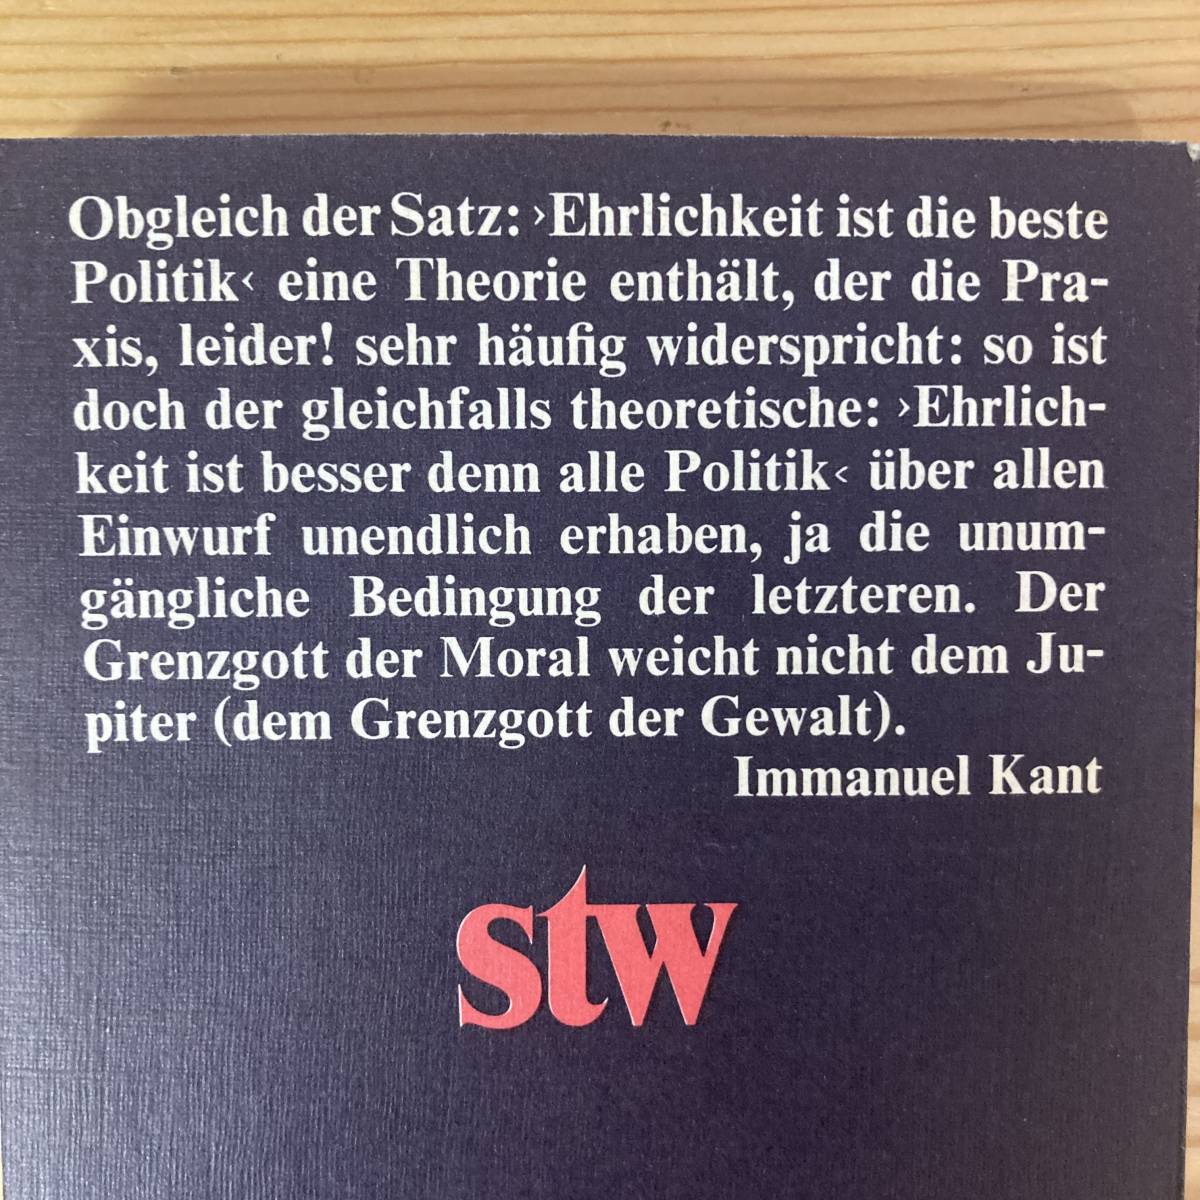 Obgleich der Satz: ›Ehrlichkeit ist die beste
Politik‹ eine Theorie enthält, der die Pra-
xis, leider! sehr häufig widerspricht: so ist
doch der gleichfalls theoretische: ›Ehrlich-
keit ist besser denn alle Politik‹ über allen
Einwurf unendlich erhaben, ja die unum-
gängliche Bedingung der letzteren. Der
Grenzgott der Moral weicht nicht dem Ju-
piter (dem Grenzgott der Gewalt).
Immanuel Kant
stw